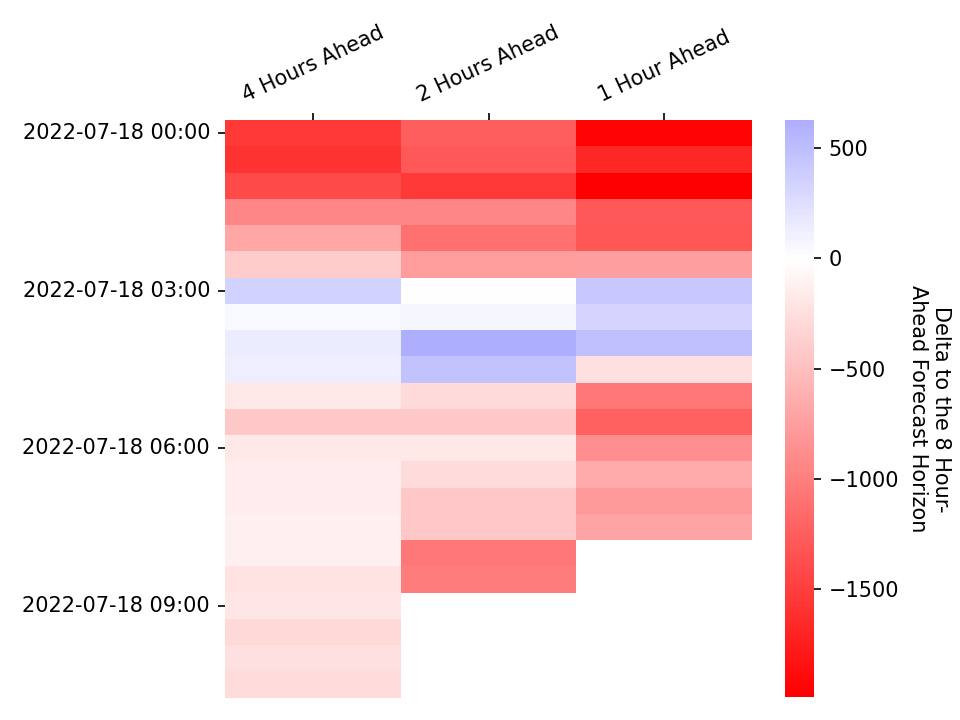 4 Hours Ahead
2 Hours Ahead
1 Hour Ahead
2022-07-18 00:00
2022-07-18 03:00
2022-07-18 06:00
2022-07-18 09:00
500
0
−500
−1000
−1500
Delta to the 8 Hour-
Ahead Forecast Horizon